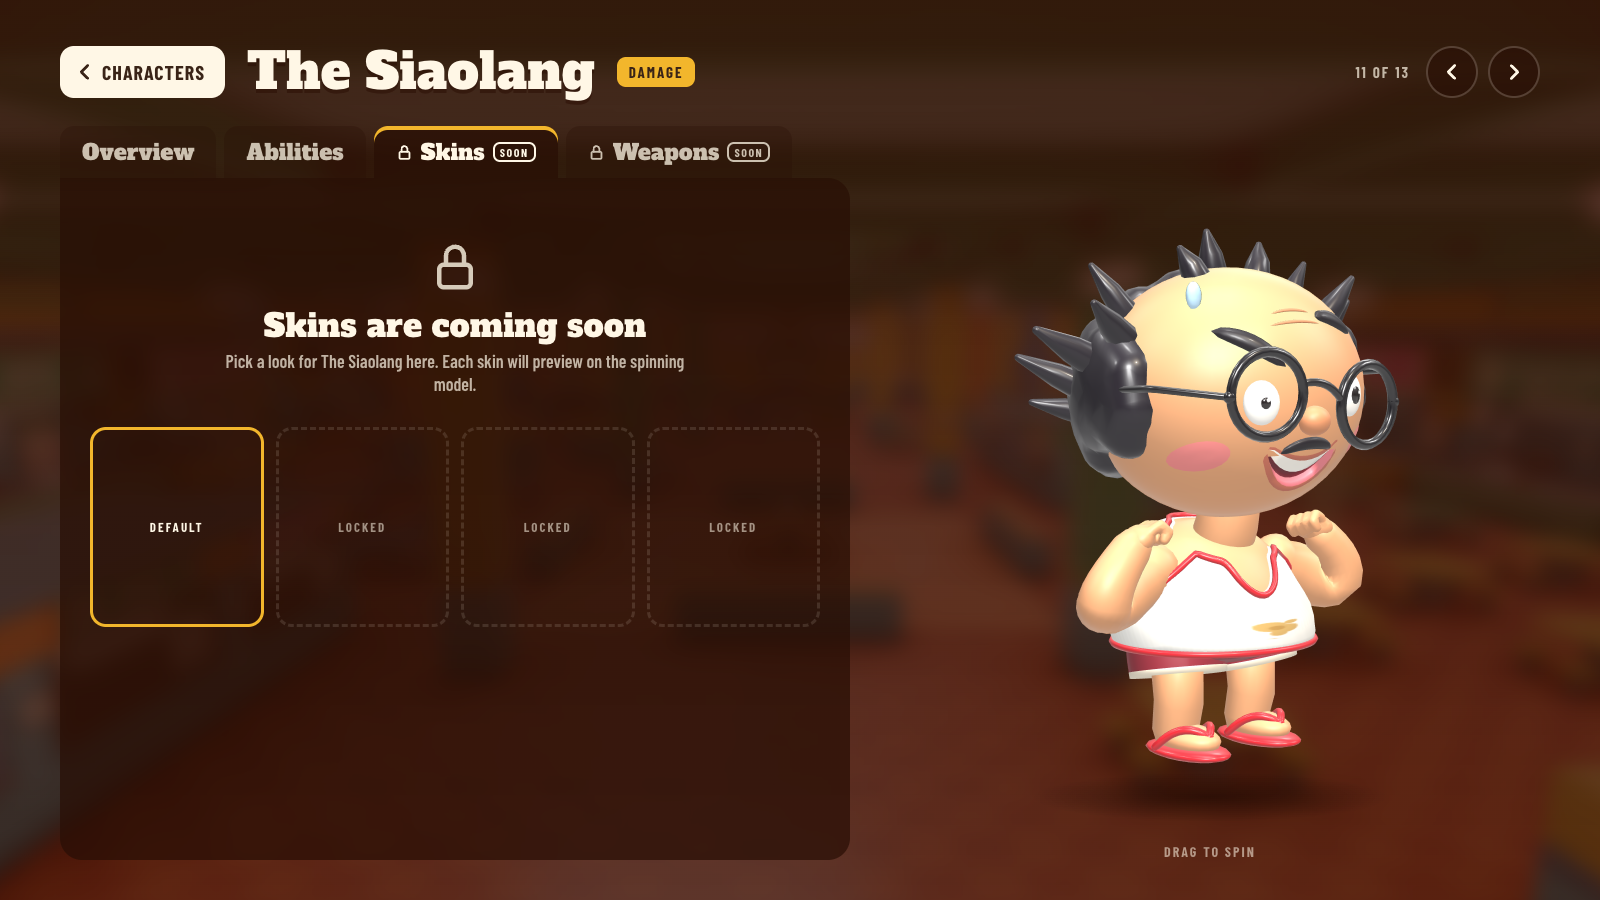 CHARACTERS
The Siaolang
DAMAGE
11 OF 13
Overview
Abilities
Skins
SOON
Weapons
SOON
Skins are coming soon
Pick a look for The Siaolang here. Each skin will preview on the spinning
model.
DEFAULT
LOCKED
LOCKED
LOCKED
DRAG TO SPIN